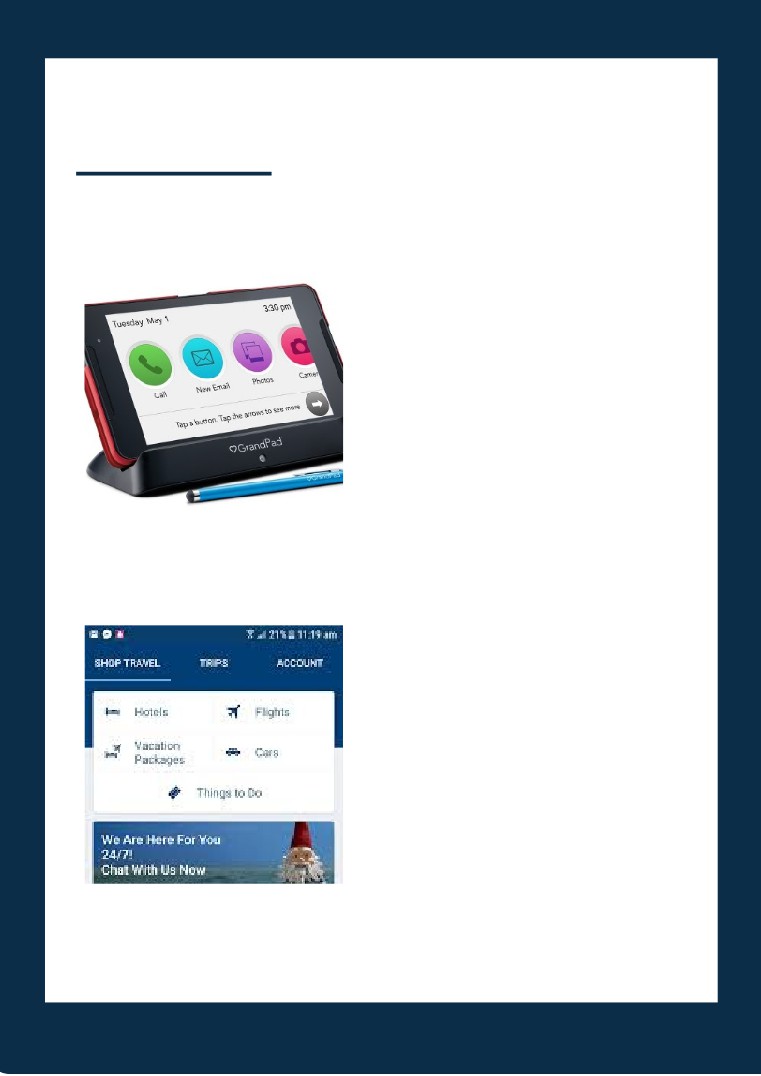 Tuesday May 1
3:30 pm
Call
New Email
Photos
Camer
Tap a button. Tap the arrows to see more
GrandPad
21% 11:19 am
SHOP TRAVEL
TRIPS
ACCOUNT
Hotels
Flights
Vacation
Packages
Cars
Things to Do
We Are Here For You
24/7!
Chat With Us Now